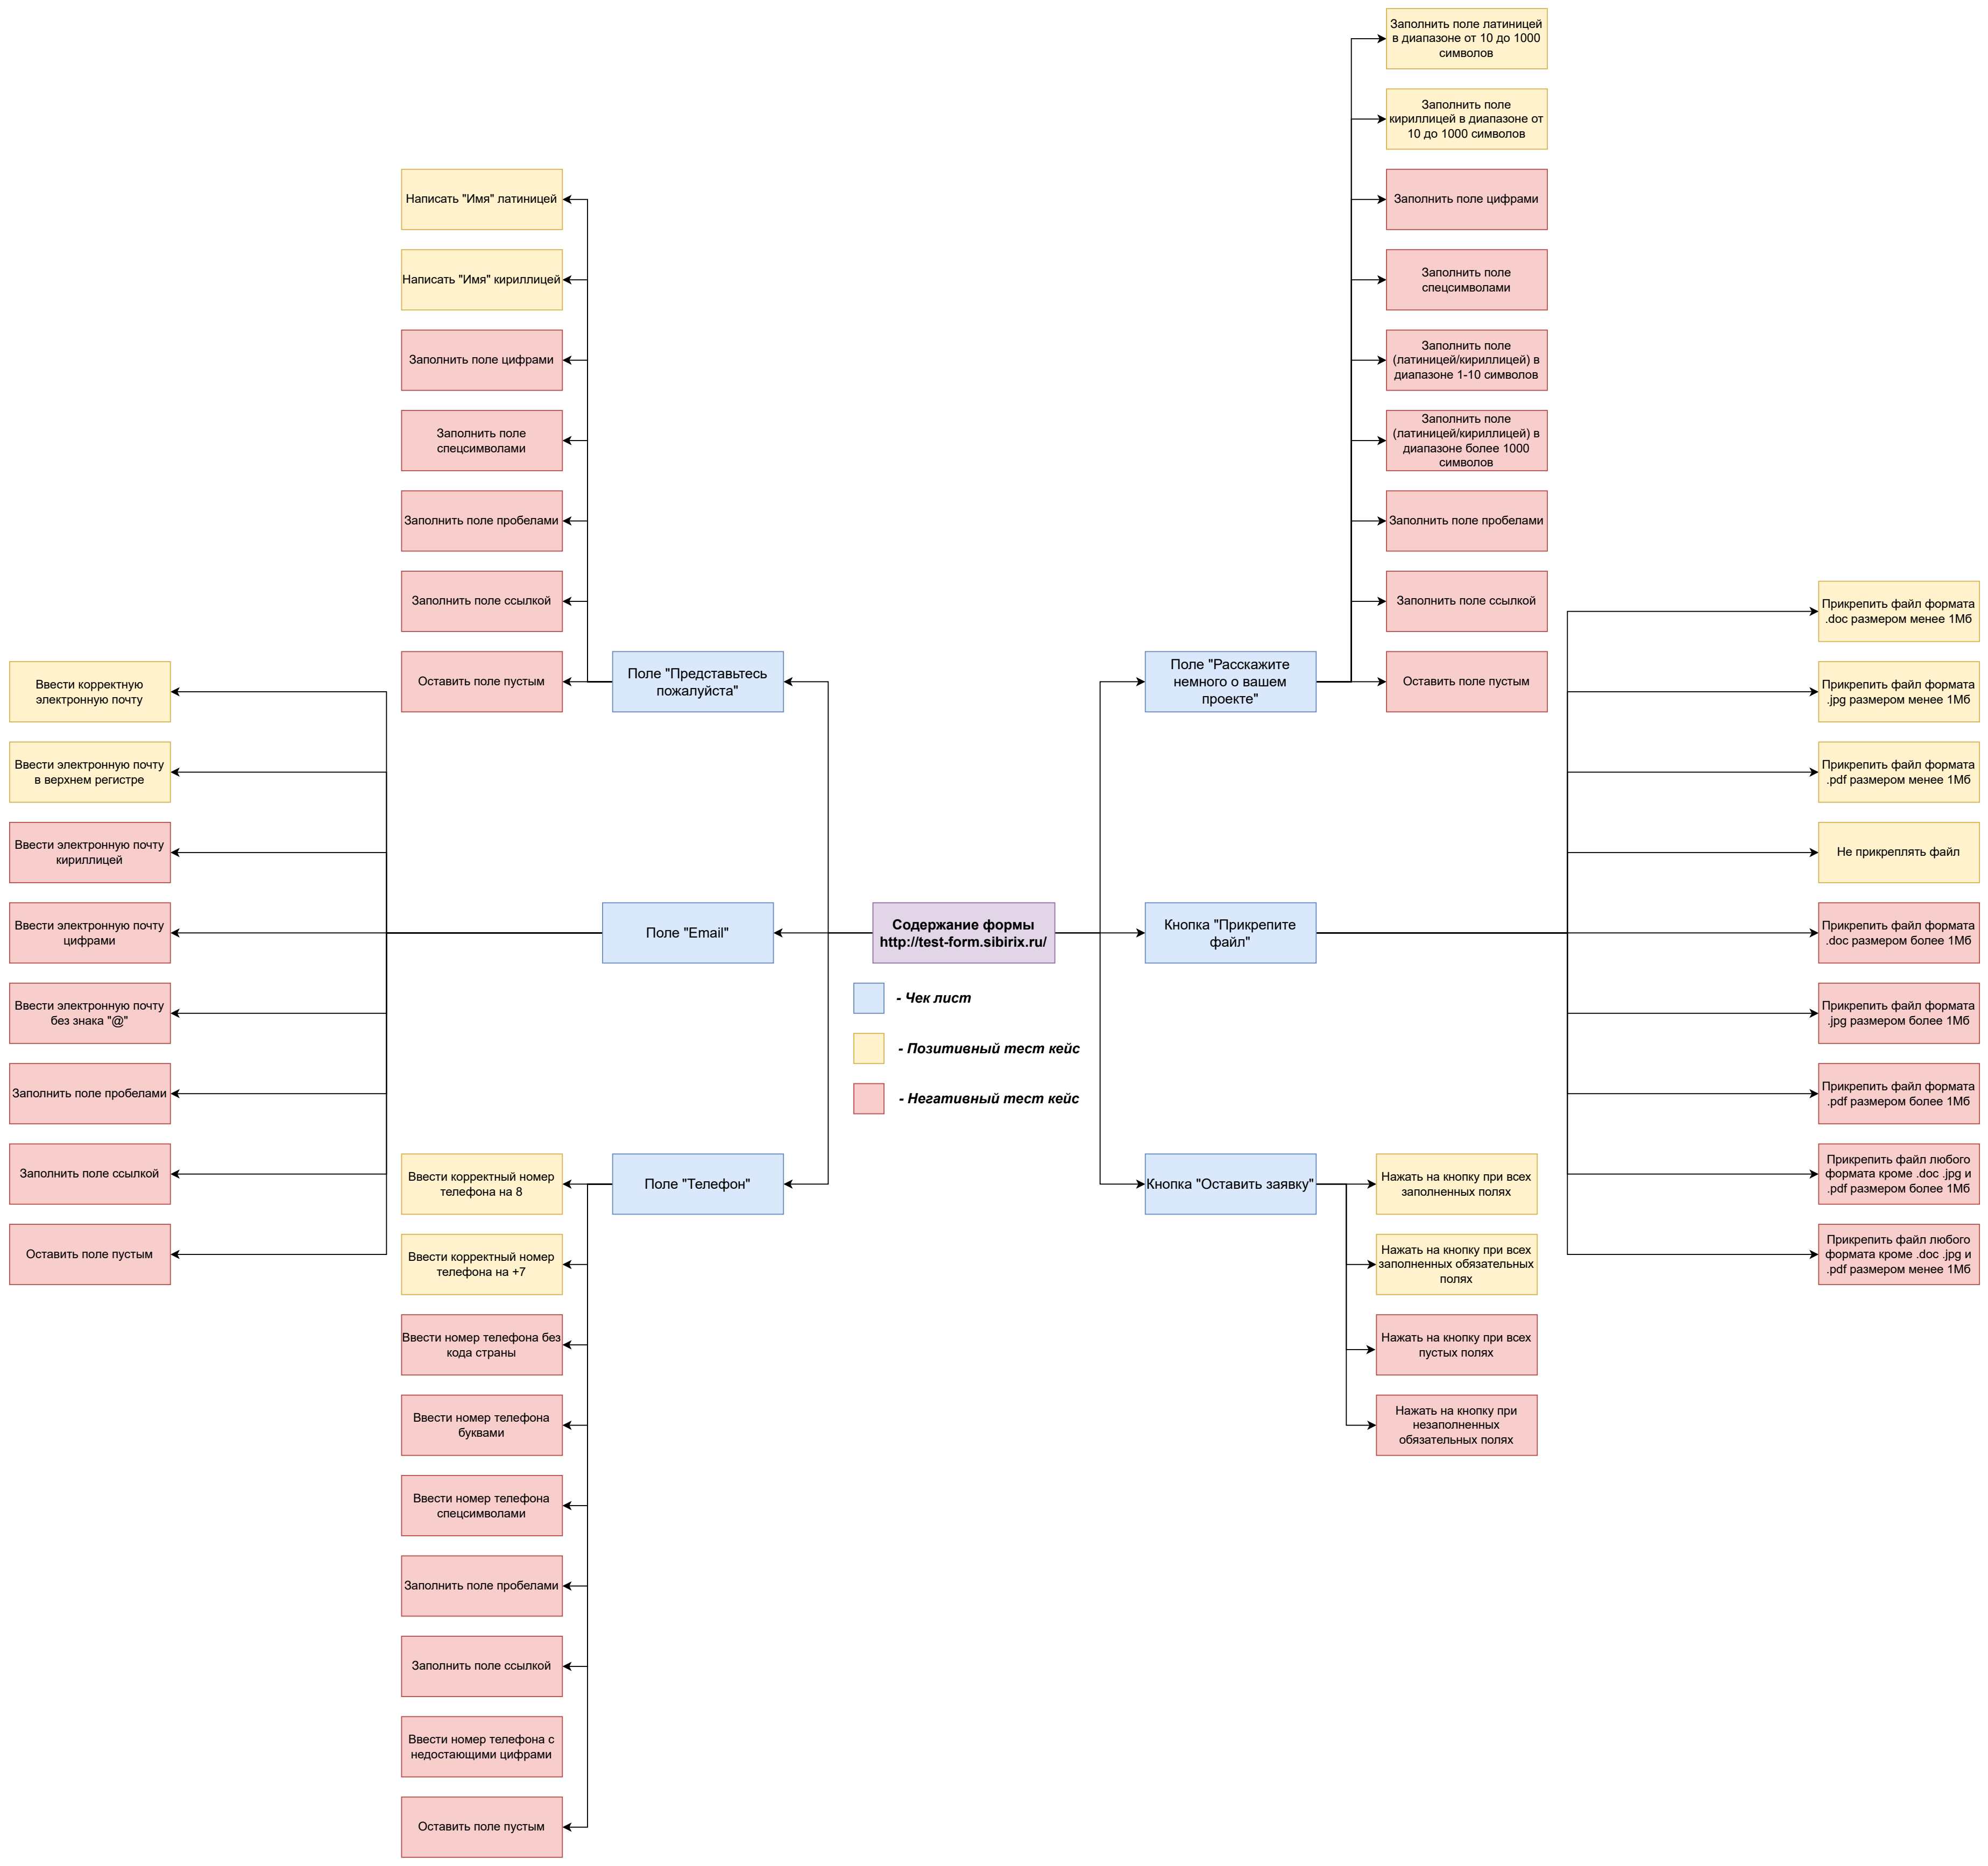 Содержание формы
http://test-form.sibirix.ru/
- Чек лист
- Позитивный тест кейс
- Негативный тест кейс
Поле "Представьтесь
пожалуйста"
Написать "Имя" латиницей
Написать "Имя" кириллицей
Заполнить поле цифрами
Заполнить поле
спецсимволами
Заполнить поле пробелами
Заполнить поле ссылкой
Оставить поле пустым
Поле "Email"
Ввести корректную
электронную почту
Ввести электронную почту
в верхнем регистре
Ввести электронную почту
кириллицей
Ввести электронную почту
цифрами
Ввести электронную почту
без знака "@"
Заполнить поле пробелами
Заполнить поле ссылкой
Оставить поле пустым
Поле "Телефон"
Ввести корректный номер
телефона на 8
Ввести корректный номер
телефона на +7
Ввести номер телефона без
кода страны
Ввести номер телефона
буквами
Ввести номер телефона
спецсимволами
Заполнить поле пробелами
Заполнить поле ссылкой
Ввести номер телефона с
недостающими цифрами
Оставить поле пустым
Поле "Расскажите
немного о вашем
проекте"
Заполнить поле латиницей
в диапазоне от 10 до 1000
символов
Заполнить поле
кириллицей в диапазоне от
10 до 1000 символов
Заполнить поле цифрами
Заполнить поле
спецсимволами
Заполнить поле
(латиницей/кириллицей) в
диапазоне 1-10 символов
Заполнить поле
(латиницей/кириллицей) в
диапазоне более 1000
символов
Заполнить поле пробелами
Заполнить поле ссылкой
Оставить поле пустым
Кнопка "Прикрепите
файл"
Прикрепить файл формата
.doc размером менее 1Мб
Прикрепить файл формата
.jpg размером менее 1Мб
Прикрепить файл формата
.pdf размером менее 1Мб
Не прикреплять файл
Прикрепить файл формата
.doc размером более 1Мб
Прикрепить файл формата
.jpg размером более 1Мб
Прикрепить файл формата
.pdf размером более 1Мб
Прикрепить файл любого
формата кроме .doc .jpg и
.pdf размером более 1Мб
Прикрепить файл любого
формата кроме .doc .jpg и
.pdf размером менее 1Мб
Кнопка "Оставить заявку"
Нажать на кнопку при всех
заполненных полях
Нажать на кнопку при всех
заполненных обязательных
полях
Нажать на кнопку при всех
пустых полях
Нажать на кнопку при
незаполненных
обязательных полях